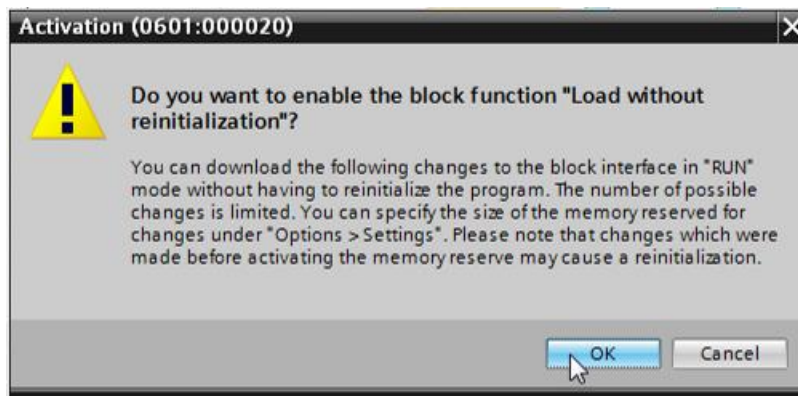 Activation (0601:000020)
Do you want to enable the block function "Load without
reinitialization"?
You can download the following changes to the block interface in "RUN"
mode without having to reinitialize the program. The number of possible
changes is limited. You can specify the size of the memory reserved for
changes under "Options > Settings". Please note that changes which were
made before activating the memory reserve may cause a reinitialization.
OK
Cancel